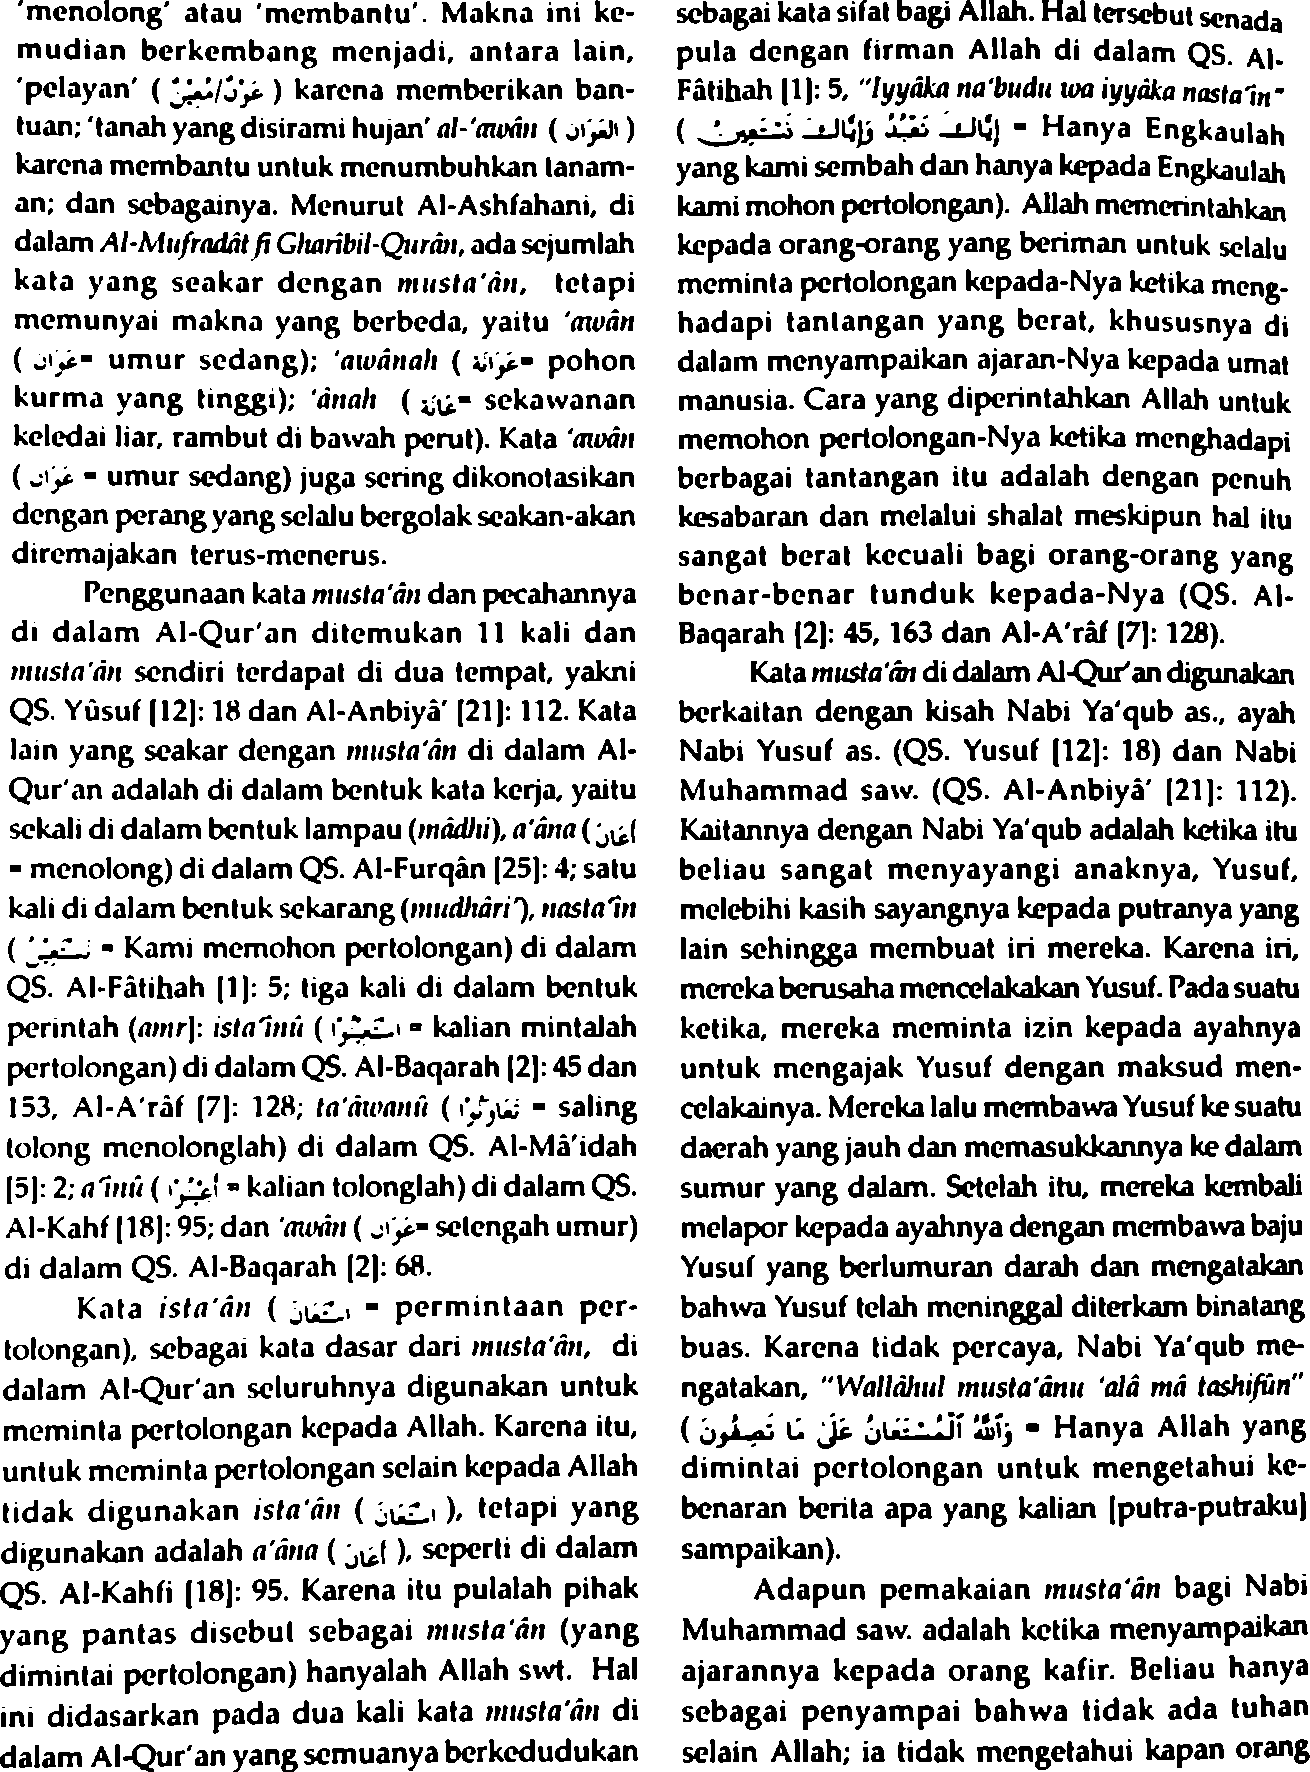 'menolong' atau 'membantu'. Makna ini ke-
mudian berkembang menjadi, antara lain,
'pelayan' ( عَوْنٌ/مُعِيْنٌ ) karena memberikan ban-
tuan; 'tanah yang disirami hujan' al-'awân ( العَوَان )
karena membantu untuk menumbuhkan tanam-
an; dan sebagainya. Menurut Al-Ashfahani, di
dalam Al-Mufradât fi Gharîbil-Qurân, ada sejumlah
kata yang seakar dengan musta'ân, tetapi
memunyai makna yang berbeda, yaitu 'awân
( عَوَان = umur sedang); 'awânah ( عَوَانَة = pohon
kurma yang tinggi); 'ânah ( عَانَة = sekawanan
keledai liar, rambut di bawah perut). Kata 'awân
( عَوَان = umur sedang) juga sering dikonotasikan
dengan perang yang selalu bergolak seakan-akan
diremajakan terus-menerus.
Penggunaan kata musta'ân dan pecahannya
di dalam Al-Qur'an ditemukan 11 kali dan
musta'ân sendiri terdapat di dua tempat, yakni
QS. Yûsuf [12]: 18 dan Al-Anbiyâ' [21]: 112. Kata
lain yang seakar dengan musta'ân di dalam Al-
Qur'an adalah di dalam bentuk kata kerja, yaitu
sekali di dalam bentuk lampau (mâdhi), a'âna ( أَعَانَ
= menolong) di dalam QS. Al-Furqân [25]: 4; satu
kali di dalam bentuk sekarang (mudhâri'), nasta'în
( نَسْتَعِيْنُ = Kami memohon pertolongan) di dalam
QS. Al-Fâtihah [1]: 5; tiga kali di dalam bentuk
perintah (amr]: ista'înû ( اسْتَعِيْنُوْا = kalian mintalah
pertolongan) di dalam QS. Al-Baqarah [2]: 45 dan
153, Al-A'râf [7]: 128; ta'âwanû ( تَعَاوَنُوْا = saling
tolong menolonglah) di dalam QS. Al-Mâ'idah
[5]: 2; a'înû ( أَعِيْنُوْا = kalian tolonglah) di dalam QS.
Al-Kahf [18]: 95; dan 'awân ( عَوَان = setengah umur)
di dalam QS. Al-Baqarah [2]: 68.
Kata ista'ân ( اسْتَعَانَ = permintaan per-
tolongan), sebagai kata dasar dari musta'ân, di
dalam Al-Qur'an seluruhnya digunakan untuk
meminta pertolongan kepada Allah. Karena itu,
untuk meminta pertolongan selain kepada Allah
tidak digunakan ista'ân ( اسْتَعَانَ ), tetapi yang
digunakan adalah a'âna ( أَعَانَ ), seperti di dalam
QS. Al-Kahfi [18]: 95. Karena itu pulalah pihak
yang pantas disebut sebagai musta'ân (yang
dimintai pertolongan) hanyalah Allah swt. Hal
ini didasarkan pada dua kali kata musta'ân di
dalam Al-Qur'an yang semuanya berkedudukan
sebagai kata sifat bagi Allah. Hal tersebut senada
pula dengan firman Allah di dalam QS. Al-
Fâtihah [1]: 5, "Iyyâka na'budu wa iyyâka nasta'în"
( إِيَّاكَ نَعْبُدُ وَإِيَّاكَ نَسْتَعِينُ = Hanya Engkaulah
yang kami sembah dan hanya kepada Engkaulah
kami mohon pertolongan). Allah memerintahkan
kepada orang-orang yang beriman untuk selalu
meminta pertolongan kepada-Nya ketika meng-
hadapi tantangan yang berat, khususnya di
dalam menyampaikan ajaran-Nya kepada umat
manusia. Cara yang diperintahkan Allah untuk
memohon pertolongan-Nya ketika menghadapi
berbagai tantangan itu adalah dengan penuh
kesabaran dan melalui shalat meskipun hal itu
sangat berat kecuali bagi orang-orang yang
benar-benar tunduk kepada-Nya (QS. Al-
Baqarah [2]: 45, 163 dan Al-A'râf [7]: 128).
Kata musta'ân di dalam Al-Qur'an digunakan
berkaitan dengan kisah Nabi Ya'qub as., ayah
Nabi Yusuf as. (QS. Yusuf [12]: 18) dan Nabi
Muhammad saw. (QS. Al-Anbiyâ' [21]: 112).
Kaitannya dengan Nabi Ya'qub adalah ketika itu
beliau sangat menyayangi anaknya, Yusuf,
melebihi kasih sayangnya kepada putranya yang
lain sehingga membuat iri mereka. Karena iri,
mereka berusaha mencelakakan Yusuf. Pada suatu
ketika, mereka meminta izin kepada ayahnya
untuk mengajak Yusuf dengan maksud men-
celakainya. Mereka lalu membawa Yusuf ke suatu
daerah yang jauh dan memasukkannya ke dalam
sumur yang dalam. Setelah itu, mereka kembali
melapor kepada ayahnya dengan membawa baju
Yusuf yang berlumuran darah dan mengatakan
bahwa Yusuf telah meninggal diterkam binatang
buas. Karena tidak percaya, Nabi Ya'qub me-
ngatakan, "Wallâhul musta'ânu 'alâ mâ tashifûn"
( وَٱللَّهُ ٱلْمُسْتَعَانُ عَلَىٰ مَا تَصِفُونَ = Hanya Allah yang
dimintai pertolongan untuk mengetahui ke-
benaran berita apa yang kalian [putra-putraku]
sampaikan).
Adapun pemakaian musta'ân bagi Nabi
Muhammad saw. adalah ketika menyampaikan
ajarannya kepada orang kafir. Beliau hanya
sebagai penyampai bahwa tidak ada tuhan
selain Allah; ia tidak mengetahui kapan orang